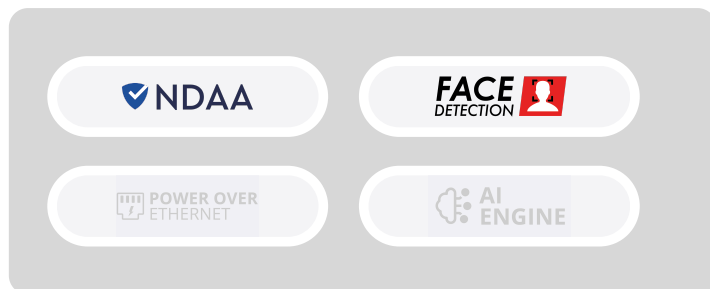 NDAA
FACE
DETECTION
POWER OVER
ETHERNET
AI
ENGINE